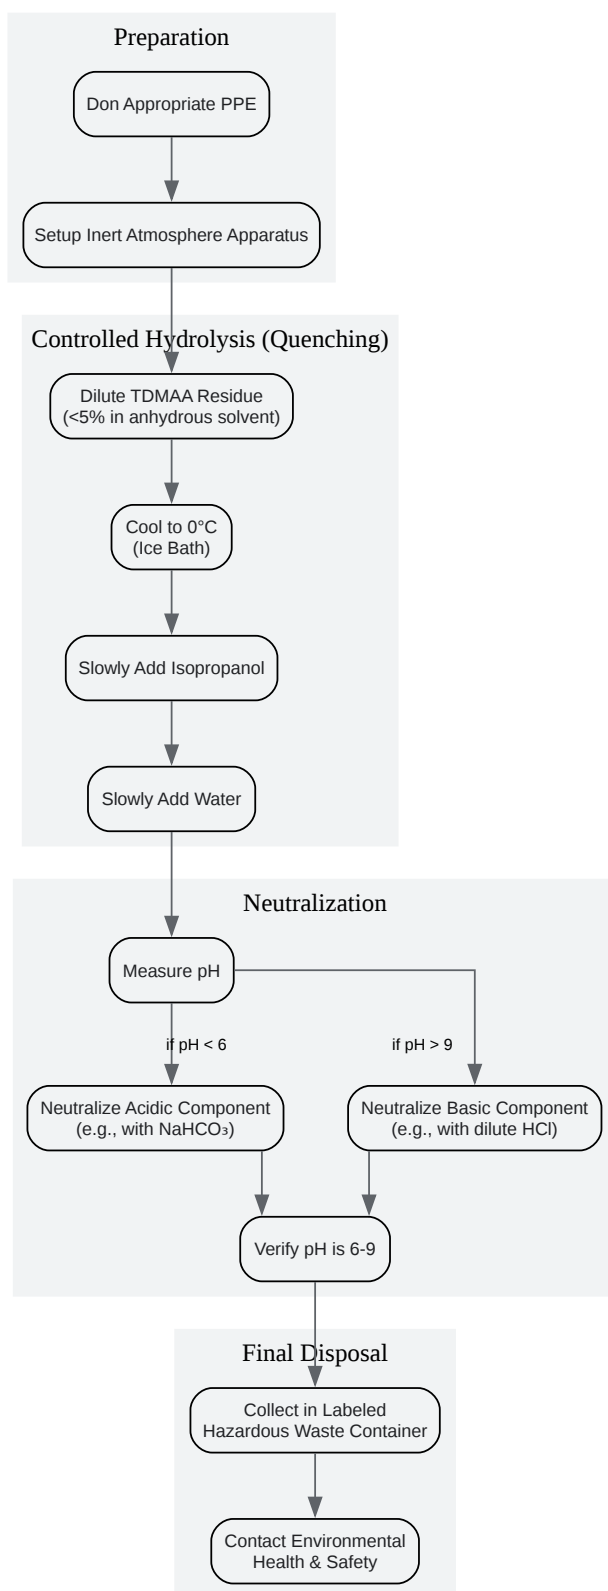 Preparation
Don Appropriate PPE
Setup Inert Atmosphere Apparatus
Controlled Hydrolysis (Quenching)
Dilute TDMAA Residue
(<5% in anhydrous solvent)
Cool to 0°C
(Ice Bath)
Slowly Add Isopropanol
Slowly Add Water
Neutralization
Measure pH
if pH < 6
if pH > 9
Neutralize Acidic Component
(e.g., with NaHCO₃)
Neutralize Basic Component
(e.g., with dilute HCl)
Verify pH is 6-9
Final Disposal
Collect in Labeled
Hazardous Waste Container
Contact Environmental
Health & Safety